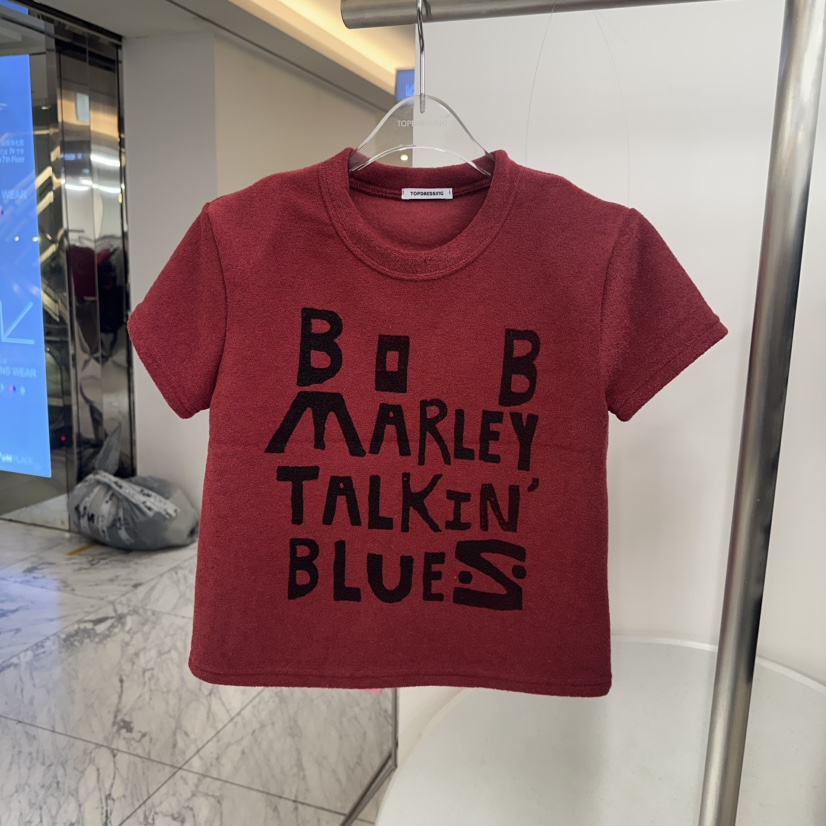 TOPDRESSING
BOB
MARLEY
TALKIN'
BLUES